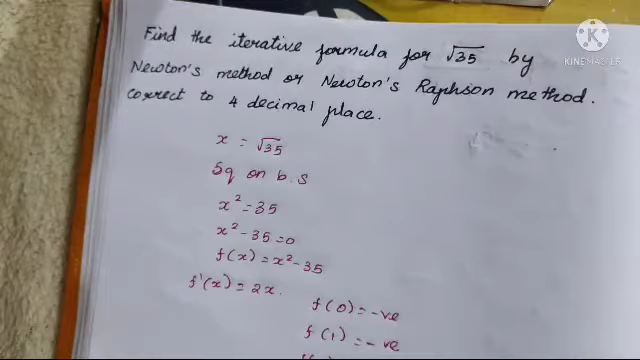 Find the iterative formula for √35 by
Newton's method or Newton's Raphson method.
correct to 4 decimal place.
x = √35
Sq on b.s
x² = 35
x² - 35 = 0
f(x) = x² - 35
f'(x) = 2x.
f(0) = -ve
f(1) = -ve
KINEMASTER